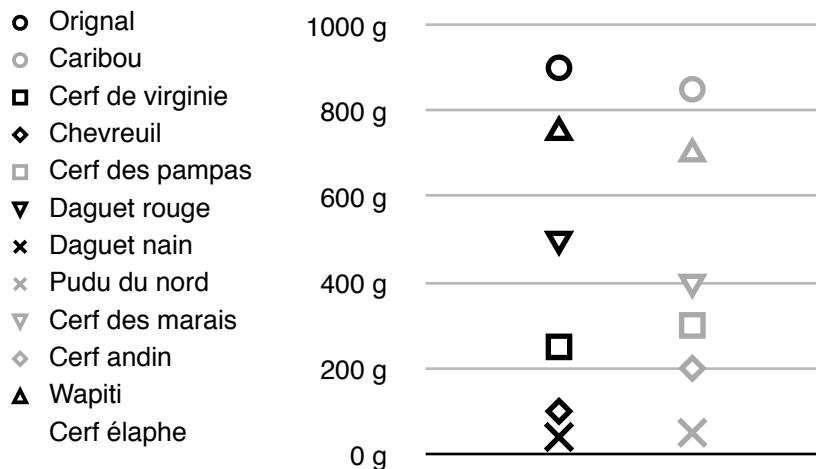 Orignal
Caribou
Cerf de virginie
Chevreuil
Cerf des pampas
Daguet rouge
Daguet nain
Pudu du nord
Cerf des marais
Cerf andin
Wapiti
Cerf élaphe
1000 g
800 g
600 g
400 g
200 g
0 g